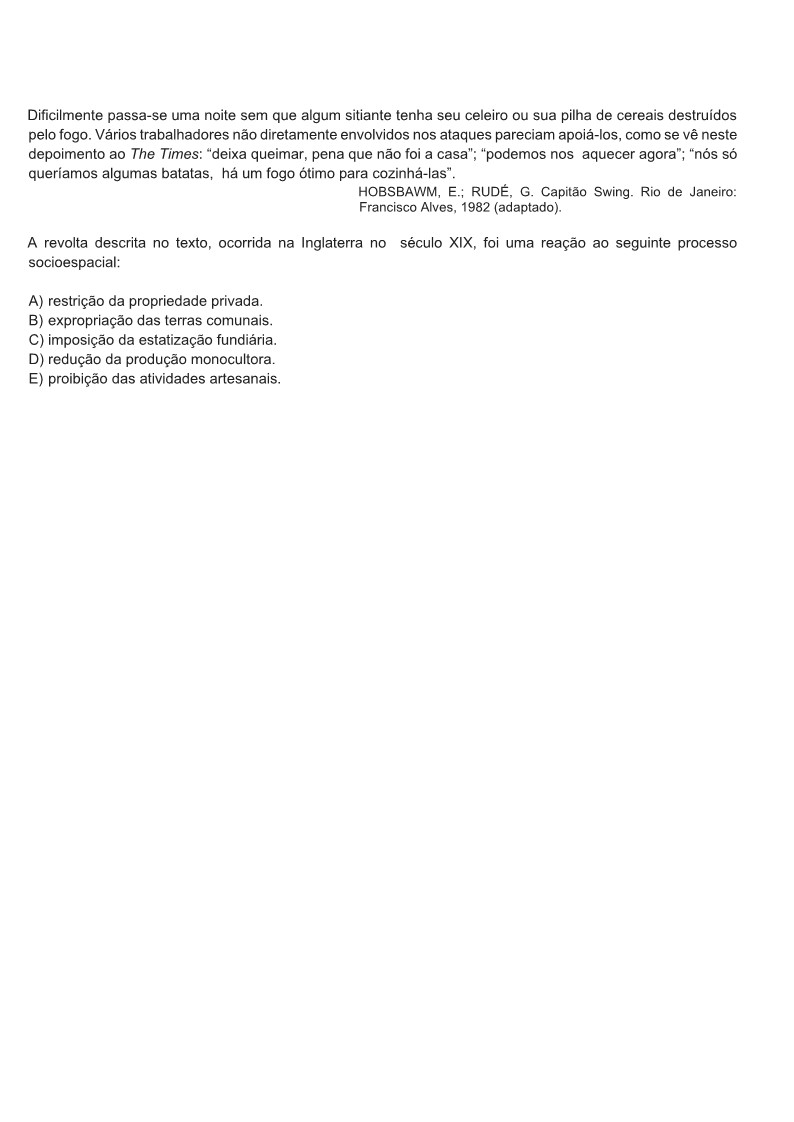 Dificilmente passa-se uma noite sem que algum sitiante tenha seu celeiro ou sua pilha de cereais destruídos
pelo fogo. Vários trabalhadores não diretamente envolvidos nos ataques pareciam apoiá-los, como se vê neste
depoimento ao The Times: “deixa queimar, pena que não foi a casa”; “podemos nos aquecer agora”; “nós só
queríamos algumas batatas, há um fogo ótimo para cozinhá-las”.
HOBSBAWM, E.; RUDÉ, G. Capitão Swing. Rio de Janeiro:
Francisco Alves, 1982 (adaptado).
A revolta descrita no texto, ocorrida na Inglaterra no século XIX, foi uma reação ao seguinte processo
socioespacial:
A) restrição da propriedade privada.
B) expropriação das terras comunais.
C) imposição da estatização fundiária.
D) redução da produção monocultora.
E) proibição das atividades artesanais.